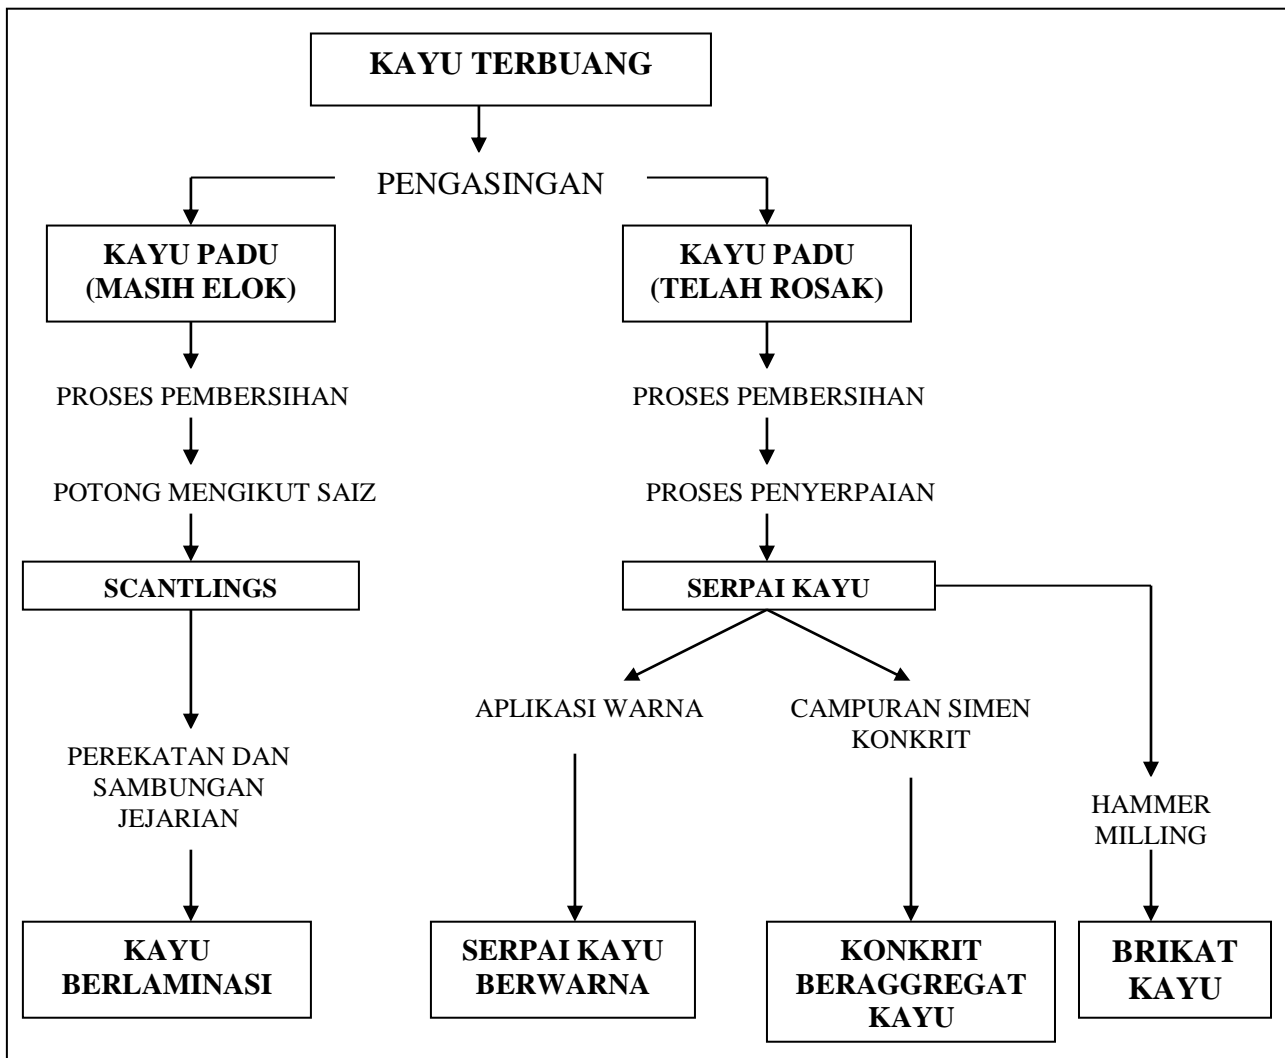 KAYU TERBUANG
PENGASINGAN
KAYU PADU
(MASIH ELOK)
KAYU PADU
(TELAH ROSAK)
PROSES PEMBERSIHAN
PROSES PEMBERSIHAN
POTONG MENGIKUT SAIZ
PROSES PENYERPAIAN
SCANTLINGS
SERPAI KAYU
APLIKASI WARNA
CAMPURAN SIMEN
KONKRIT
PEREKATAN DAN
SAMBUNGAN
JEJARIAN
HAMMER
MILLING
KAYU
BERLAMINASI
SERPAI KAYU
BERWARNA
KONKRIT
BERAGGREGAT
KAYU
BRIKAT
KAYU